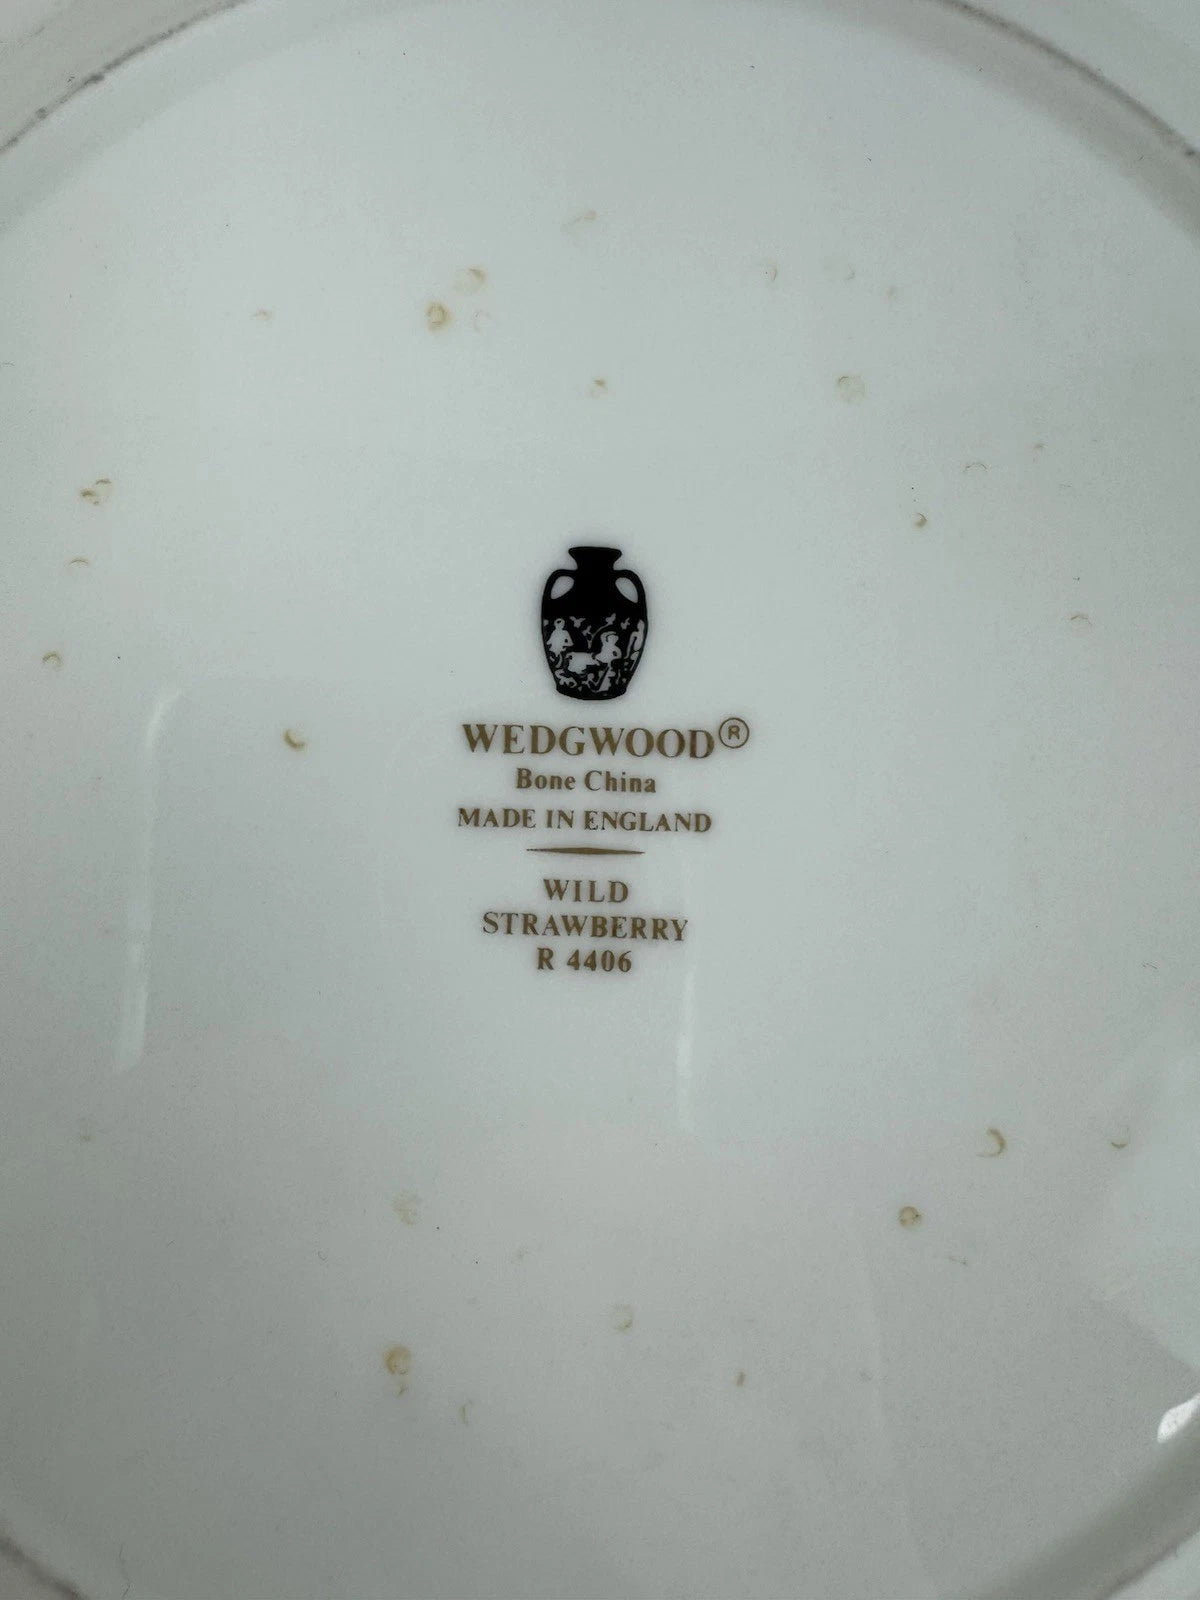 WEDGWOOD®
Bone China
MADE IN ENGLAND
WILD
STRAWBERRY
R 4406